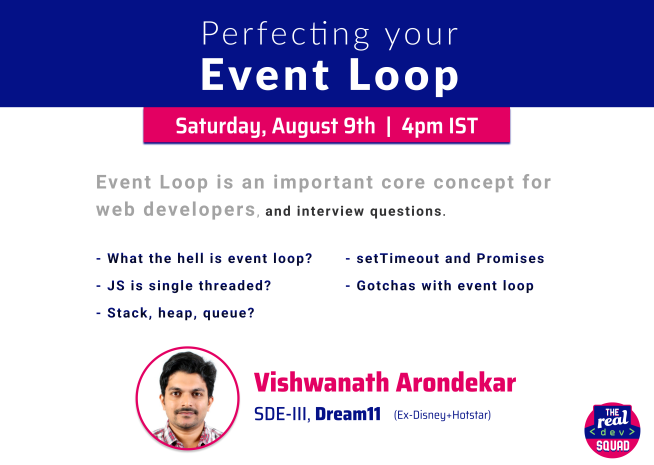 Perfecting your
Event Loop
Saturday, August 9th | 4pm IST
Event Loop is an important core concept for
web developers, and interview questions.
- What the hell is event loop?
- JS is single threaded?
- Stack, heap, queue?
- setTimeout and Promises
- Gotchas with event loop
Vishwanath Arondekar
SDE-III, Dream11 (Ex-Disney+Hotstar)
THE
real
<dev>
SQUAD